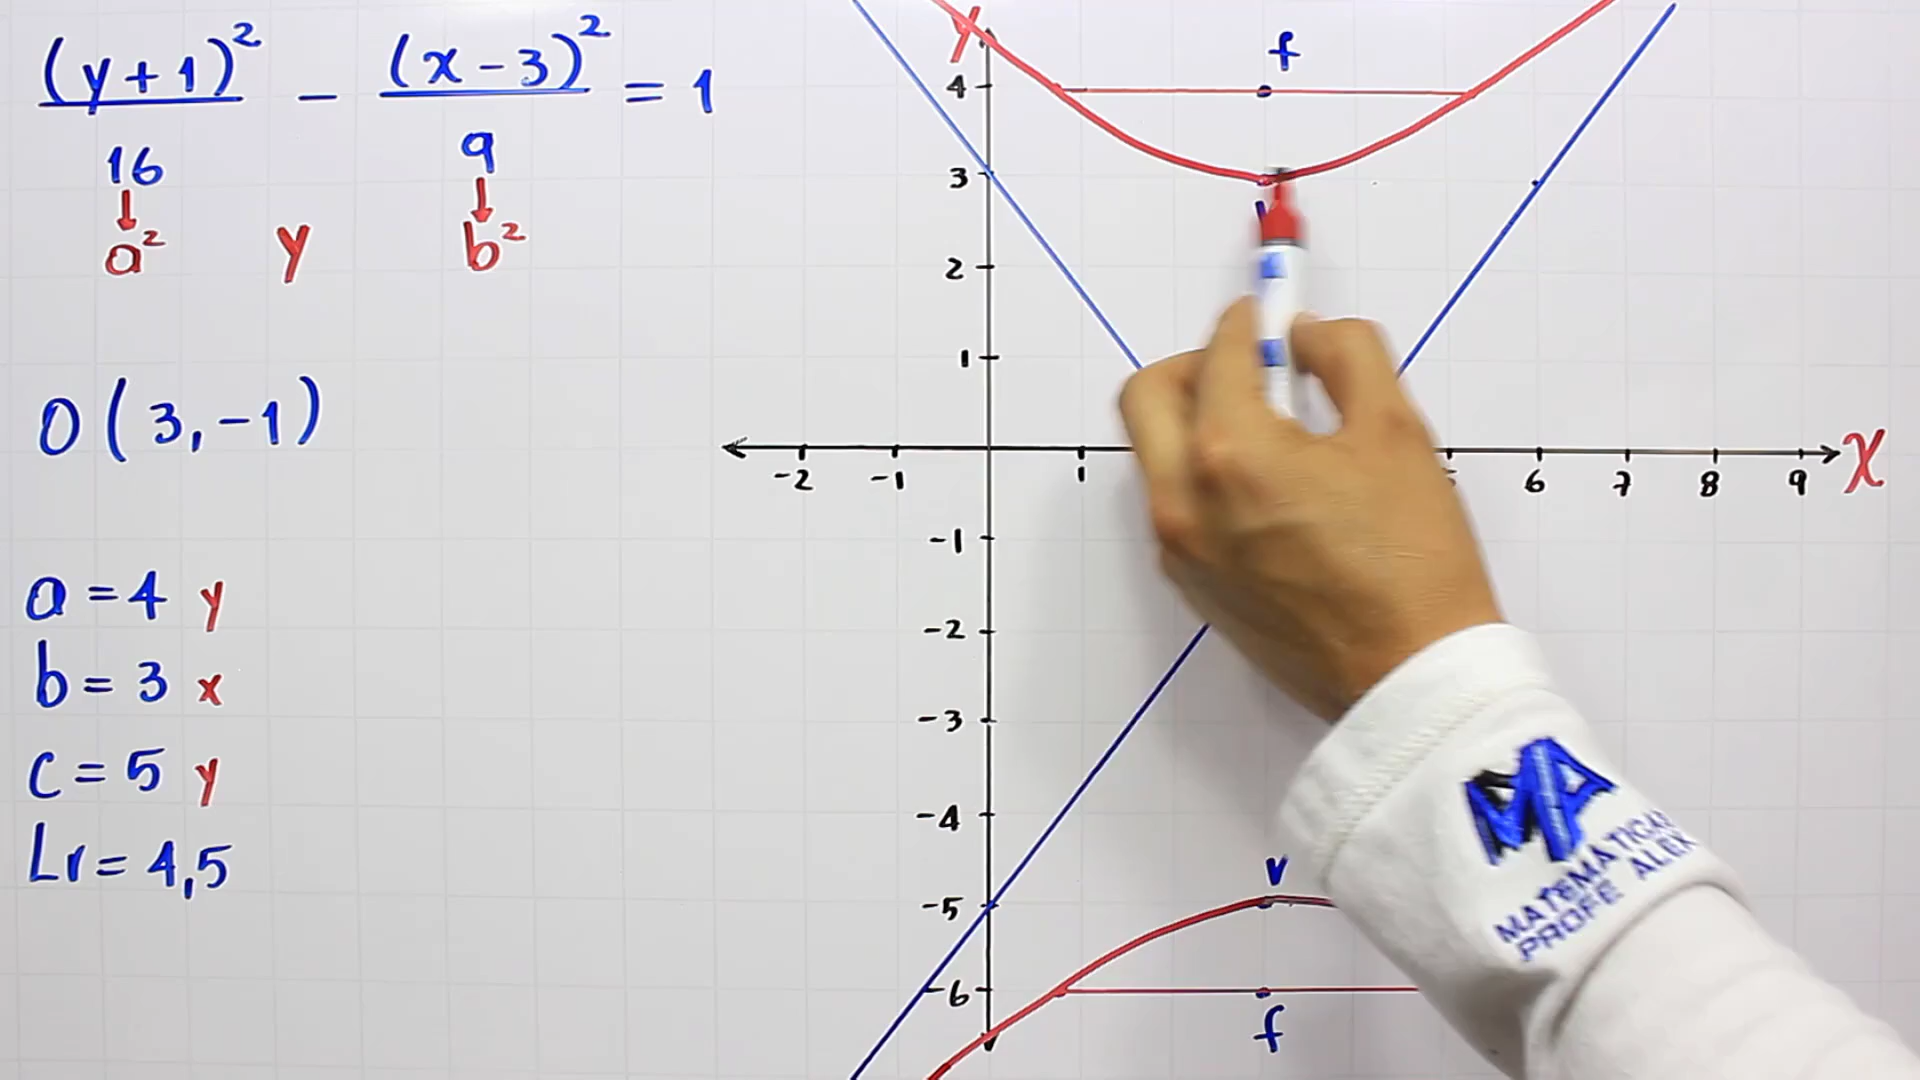 (y+1)² - (x-3)² = 1
16 9
a² y b²
O(3,-1)
a = 4 y
b = 3 x
c = 5 y
Lr = 4,5
y
f
4
3
2
1
-2 -1 1 6 7 8 9 x
-1
-2
-3
-4
v
-5
-6
f
MA
MATEMÁTICAS
PROFE ALEX